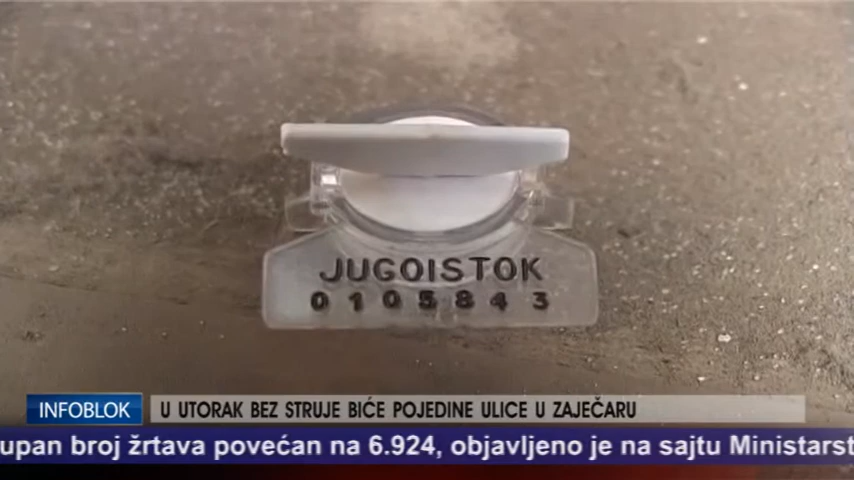 JUGOISTOK
0105843
INFOBLOK
U UTORAK BEZ STRUJE BIĆE POJEDINE ULICE U ZAJEČARU
upan broj žrtava povećan na 6.924, objavljeno je na sajtu Ministarst